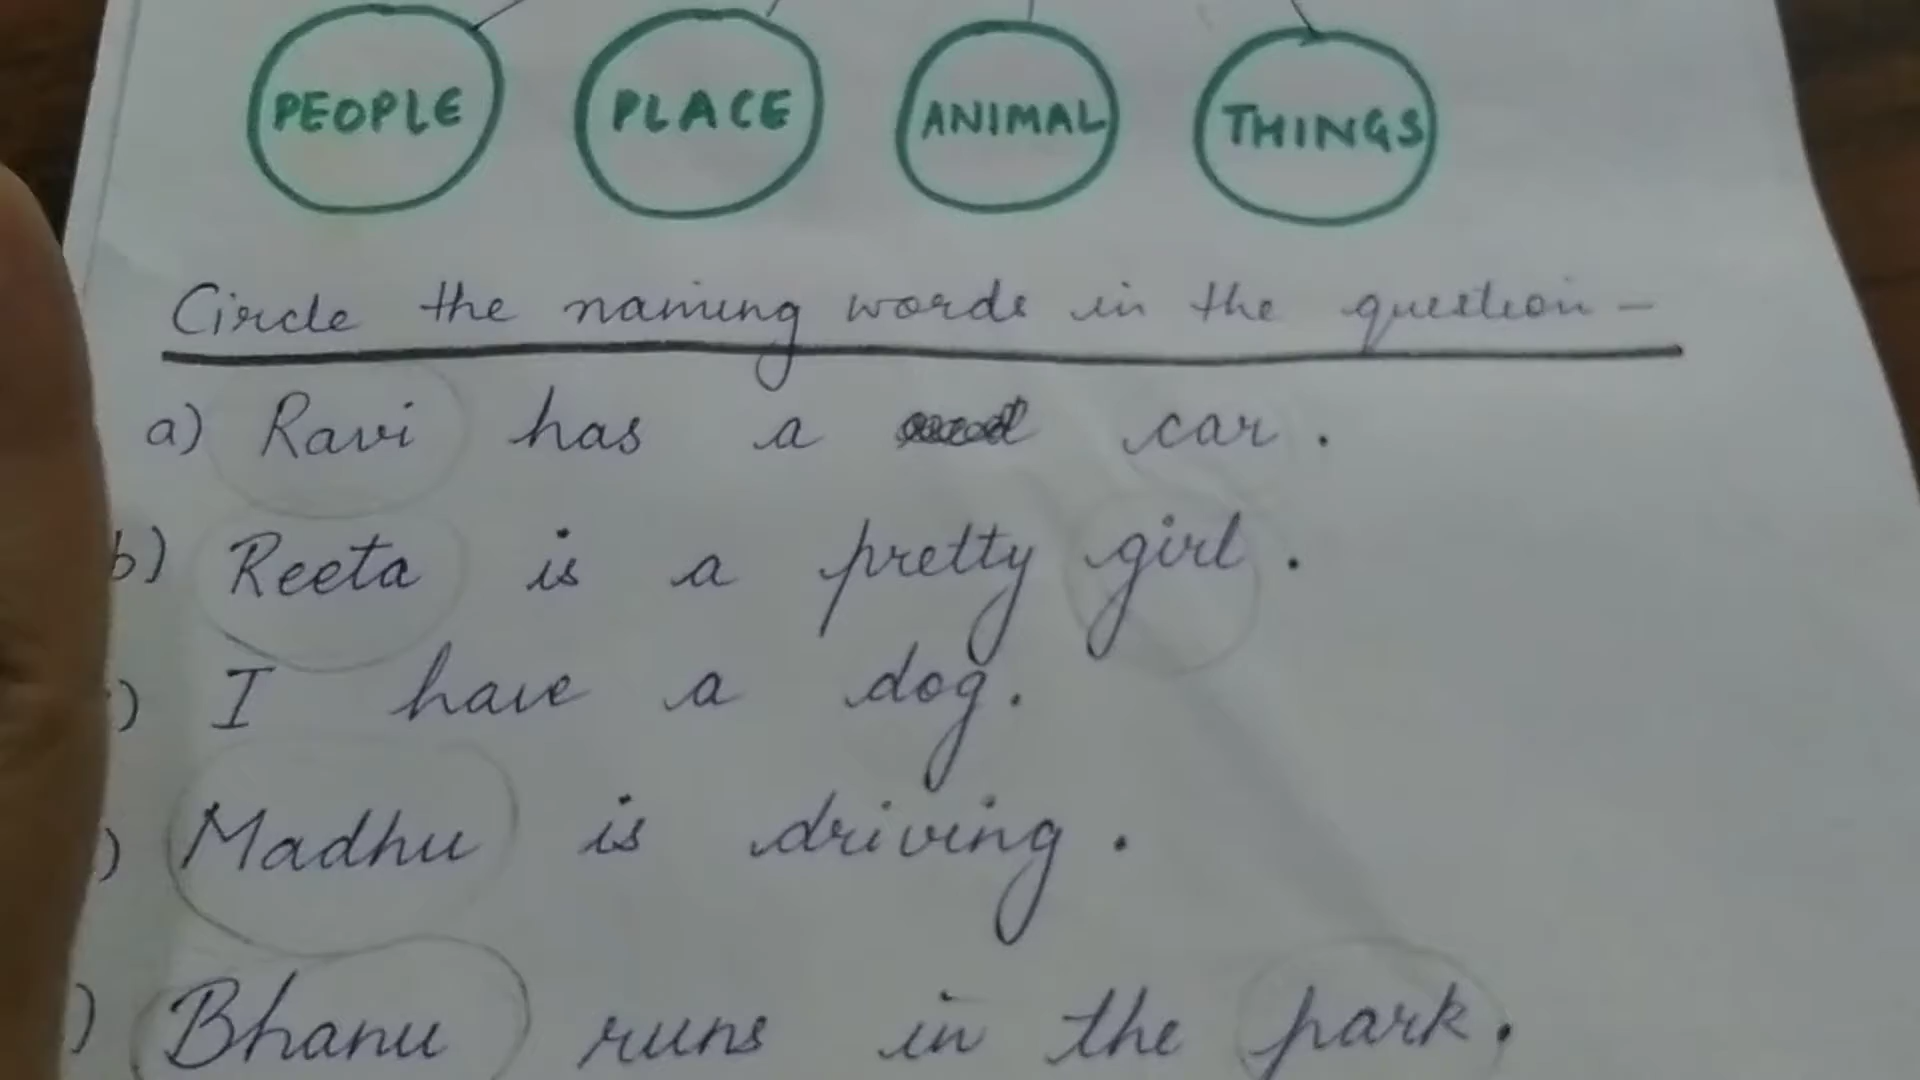 PEOPLE PLACE ANIMAL THINGS
Circle the naming words in the question -
a) Ravi has a car.
b) Reeta is a pretty girl.
) I have a dog.
) Madhu is driving.
) Bhanu runs in the park.